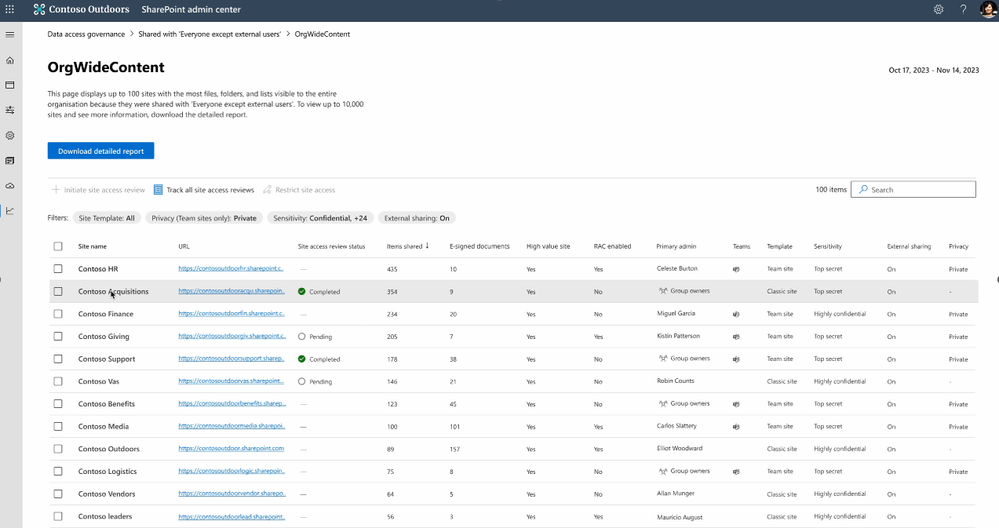 Contoso Outdoors SharePoint admin center
Data access governance > Shared with 'Everyone except external users' > OrgWideContent
OrgWideContent
Oct 17, 2023 - Nov 14, 2023
This page displays up to 100 sites with the most files, folders, and lists visible to the entire
organisation because they were shared with 'Everyone except external users'. To view up to 10,000
sites and see more information, download the detailed report.
Download detailed report
Initiate site access review Track all site access reviews Restrict site access 100 items Search
Filters: Site Template: All Privacy (Team sites only): Private Sensitivity: Confidential, +24 External sharing: On
Site name URL Site access review status Items shared ↓ E-signed documents High value site RAC enabled Primary admin Teams Template Sensitivity External sharing Privacy
Contoso HR https://contosoutdoorhr.sharepoint.c.. — 435 10 Yes Yes Celeste Burton Team site Top secret On Private
Contoso Acquisitions https://contosoutdooracqu.sharepoin.. Completed 354 9 Yes No Group owners Classic site Top secret On -
Contoso Finance https://contosoutdoorfin.sharepoint.c.. — 234 20 Yes No Miguel Garcia Team site Highly confidential On Private
Contoso Giving https://contosoutdoorgiv.sharepoint.c.. Pending 205 7 Yes Yes Kistin Patterson Team site Top secret On Private
Contoso Support https://contosoutdoorsupport.sharep.. Completed 178 38 Yes No Group owners Team site Top secret On Private
Contoso Vas https://contosoutdoorvas.sharepoint.. Pending 146 21 Yes No Robin Counts Classic site Highly confidential On -
Contoso Benefits https://contosoutdoorbenefits.sharep.. — 123 45 Yes No Group owners Team site Top secret On Private
Contoso Media https://contosoutdoormedia.sharepoi.. — 100 101 Yes Yes Carlos Slattery Team site Highly confidential On Private
Contoso Outdoors https://contosoutdoor.sharepoint.com — 89 157 Yes Yes Elliot Woodward Classic site Highly confidential On -
Contoso Logistics https://contosoutdoorlogic.sharepoin.. — 75 8 Yes No Group owners Team site Top secret On Private
Contoso Vendors https://contosoutdoorvendor.sharepo.. — 64 5 Yes No Allan Munger Classic site Highly confidential On -
Contoso leaders https://contosoutdoorlead.sharepoint.. — 56 3 Yes Yes Mauricio August Classic site Highly confidential On -